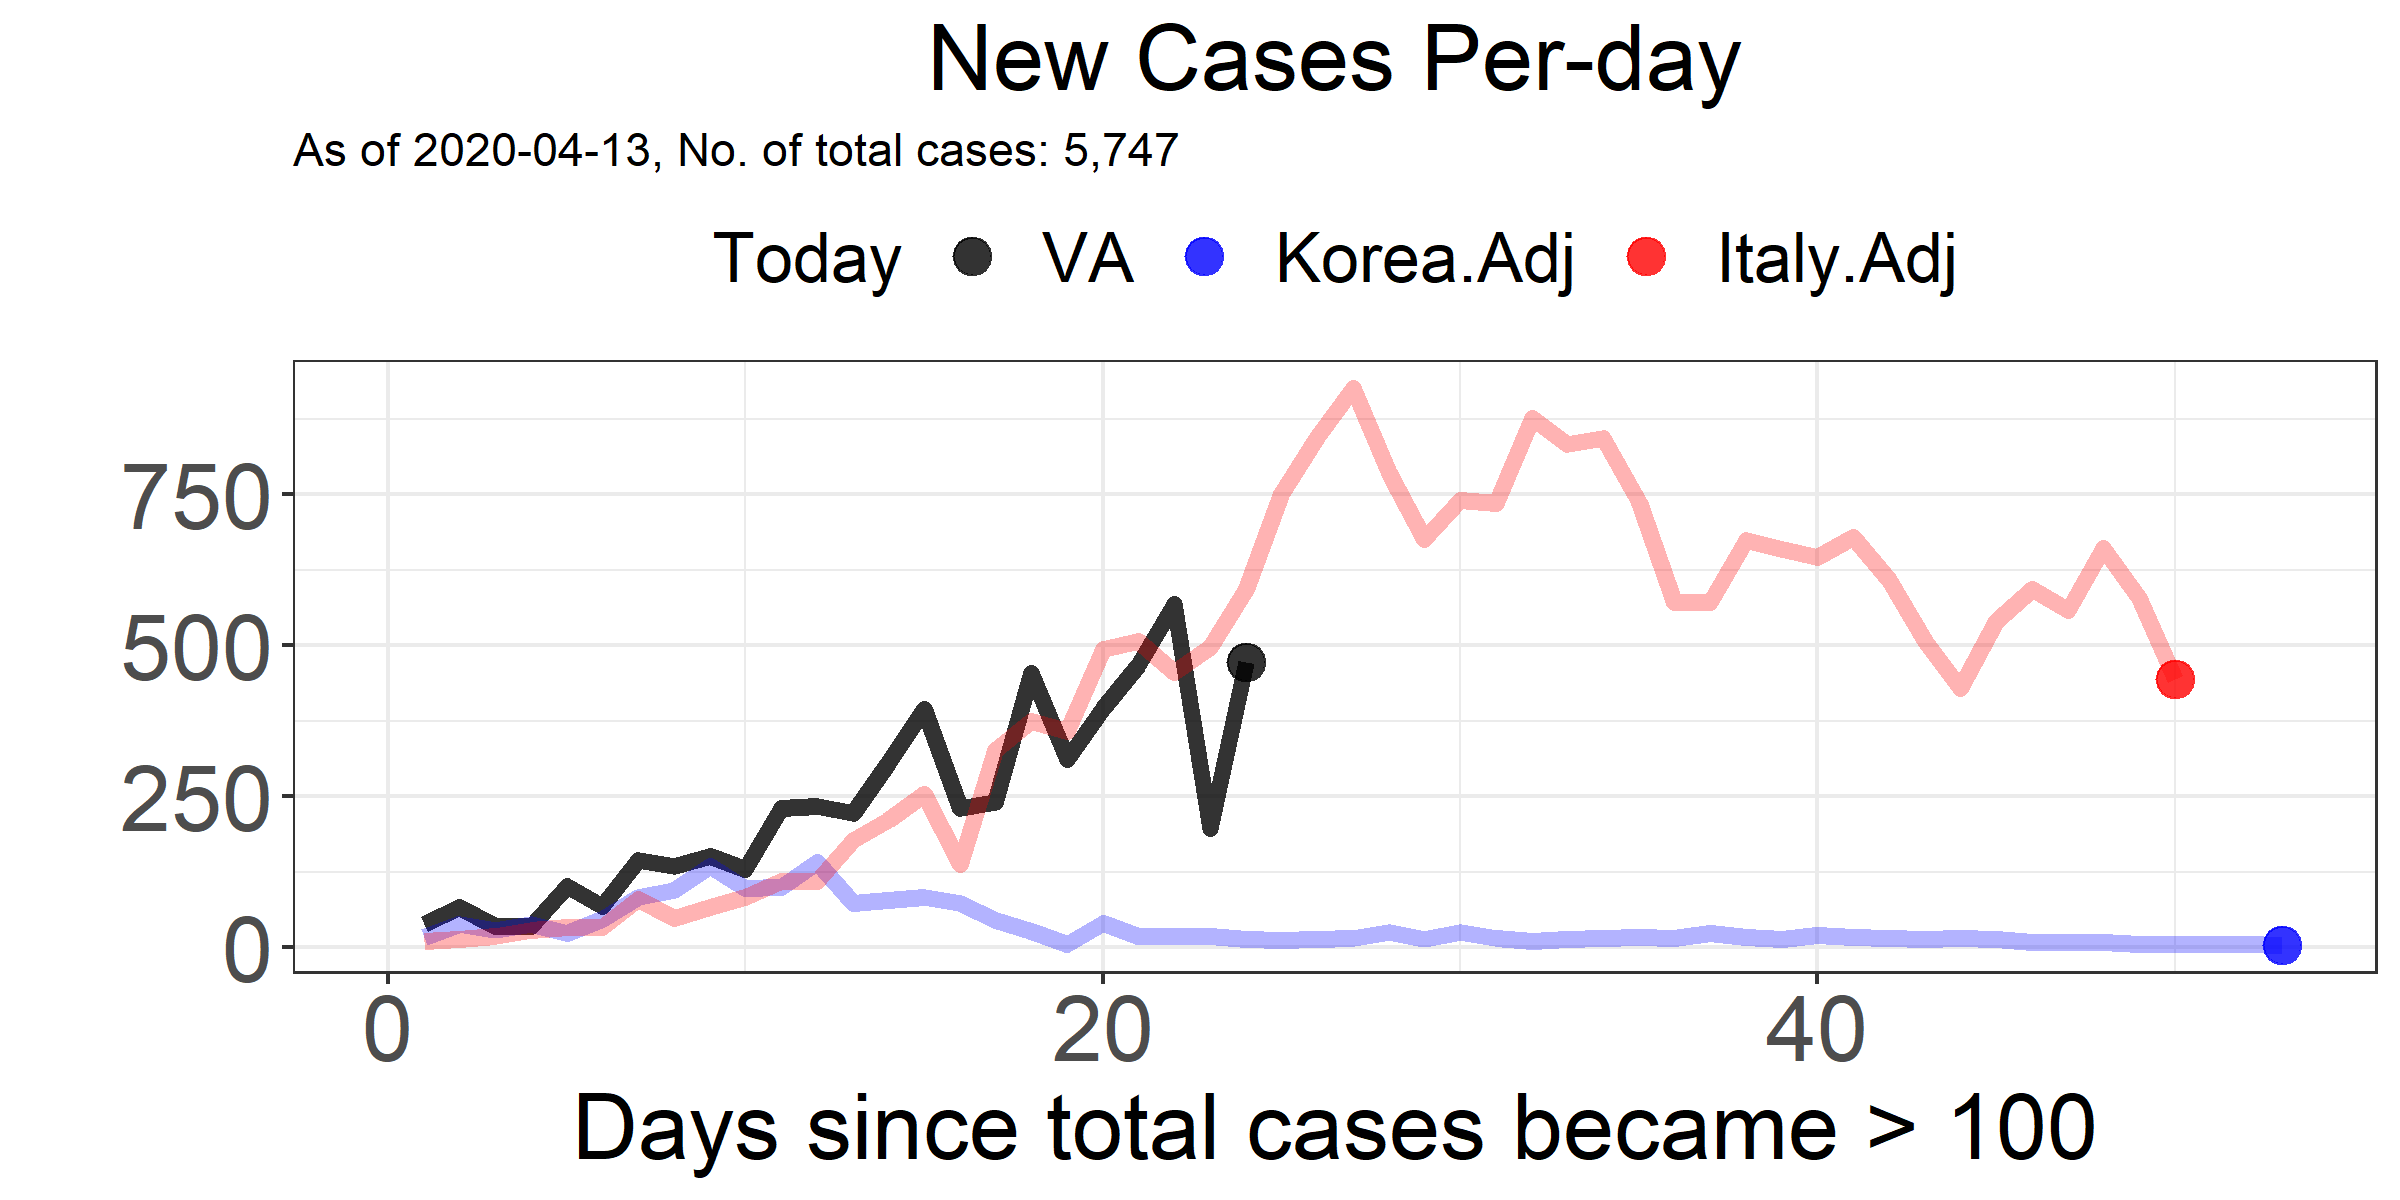 New Cases Per-day
As of 2020-04-13, No. of total cases: 5,747
Today VA Korea.Adj Italy.Adj
750
500
250
0
0 20 40
Days since total cases became > 100